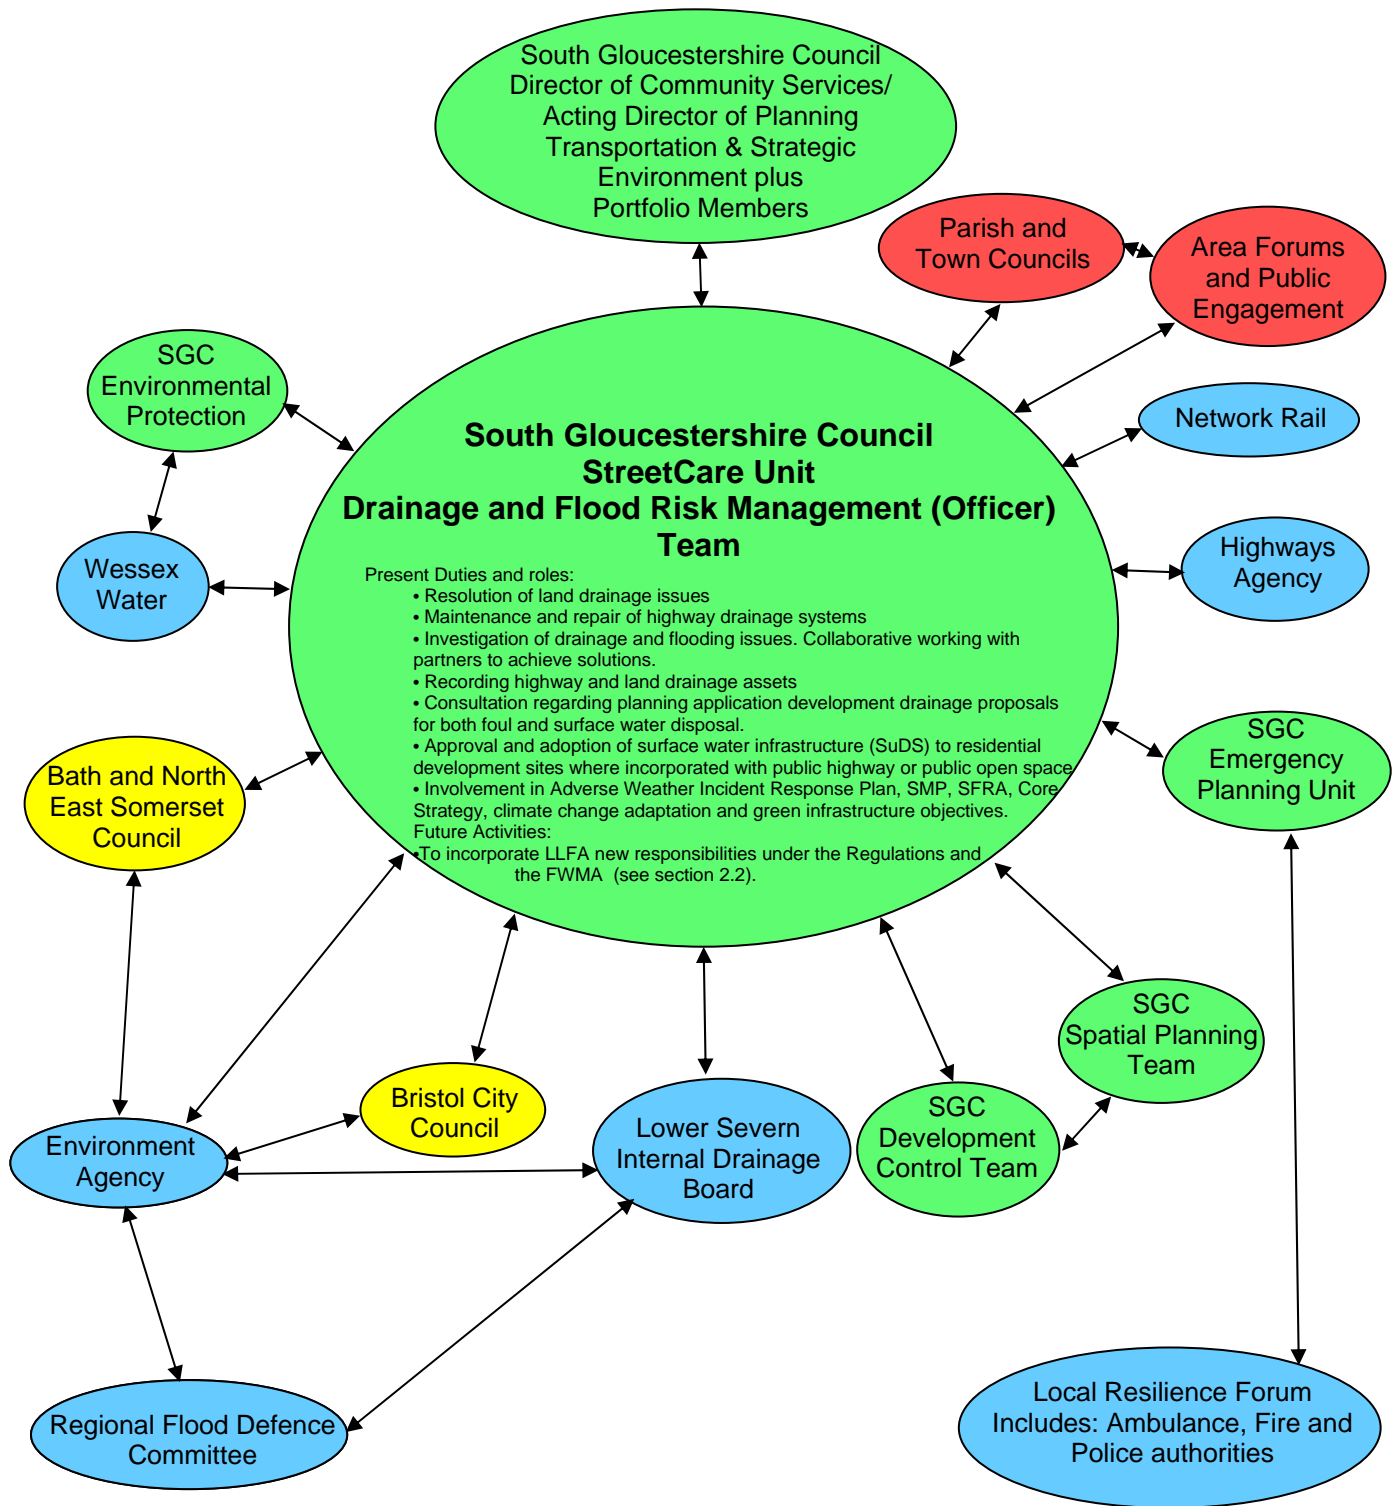 South Gloucestershire Council
Director of Community Services/
Acting Director of Planning
Transportation & Strategic
Environment plus
Portfolio Members
Parish and
Town Councils
Area Forums
and Public
Engagement
SGC
Environmental
Protection
Network Rail
South Gloucestershire Council
StreetCare Unit
Drainage and Flood Risk Management (Officer)
Team
Present Duties and roles:
• Resolution of land drainage issues
• Maintenance and repair of highway drainage systems
• Investigation of drainage and flooding issues. Collaborative working with
partners to achieve solutions.
• Recording highway and land drainage assets
• Consultation regarding planning application development drainage proposals
for both foul and surface water disposal.
• Approval and adoption of surface water infrastructure (SuDS) to residential
development sites where incorporated with public highway or public open space
• Involvement in Adverse Weather Incident Response Plan, SMP, SFRA, Core
Strategy, climate change adaptation and green infrastructure objectives.
Future Activities:
•To incorporate LLFA new responsibilities under the Regulations and
the FWMA (see section 2.2).
Wessex
Water
Highways
Agency
Bath and North
East Somerset
Council
SGC
Emergency
Planning Unit
SGC
Spatial Planning
Team
Environment
Agency
Bristol City
Council
Lower Severn
Internal Drainage
Board
SGC
Development
Control Team
Regional Flood Defence
Committee
Local Resilience Forum
Includes: Ambulance, Fire and
Police authorities